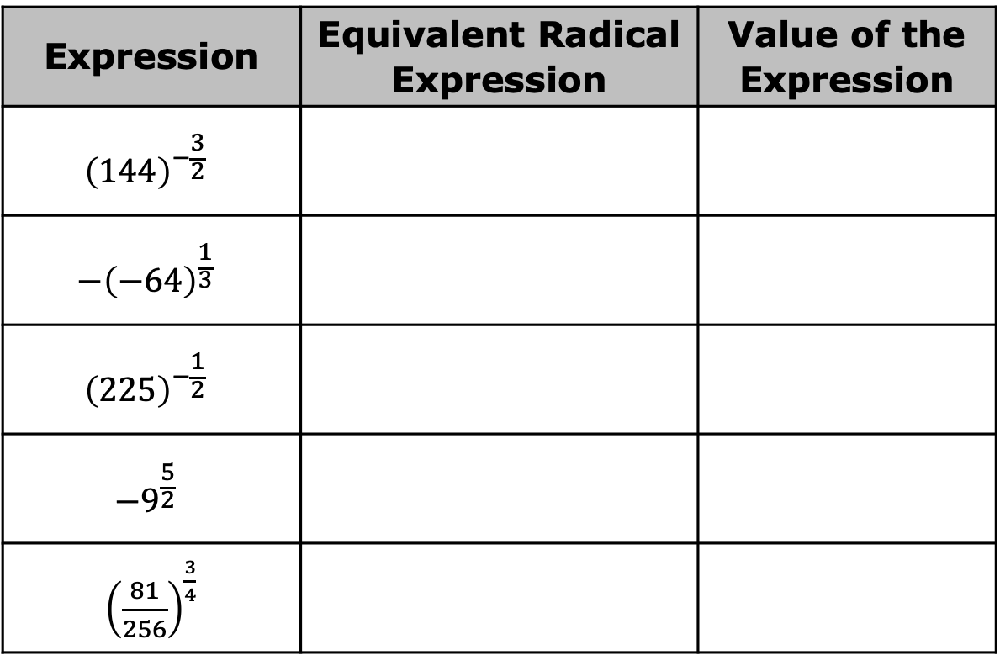 Expression
Equivalent Radical
Expression
Value of the
Expression
(144)^{-\frac{3}{2}}
-(-64)^{\frac{1}{3}}
(225)^{-\frac{1}{2}}
-9^{\frac{5}{2}}
\left(\frac{81}{256}\right)^{\frac{3}{4}}